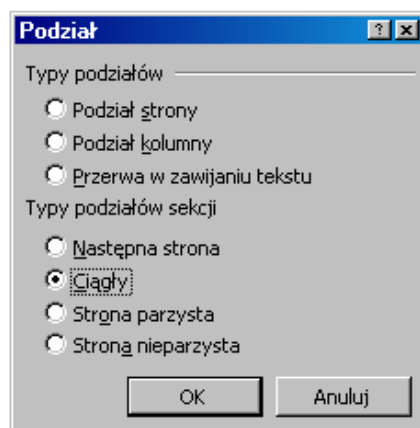 Podział
Typy podziałów
Podział strony
Podział kolumny
Przerwa w zawijaniu tekstu
Typy podziałów sekcji
Następna strona
Ciągły
Strona parzysta
Strona nieparzysta
OK Anuluj